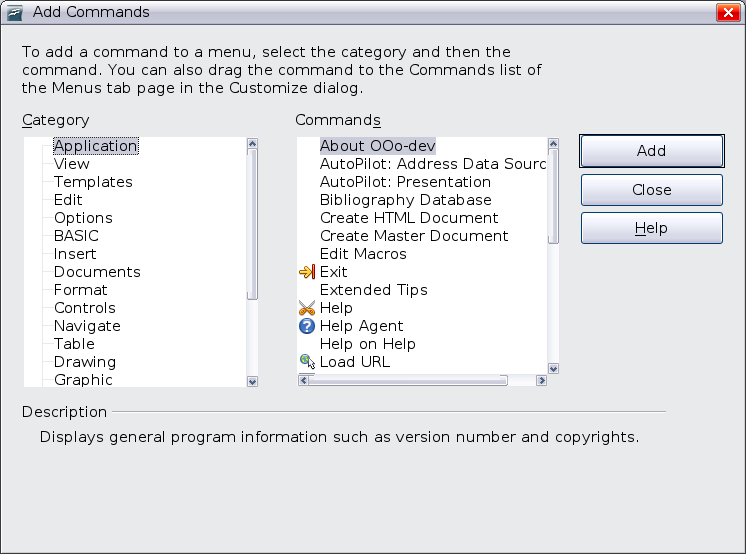 Add Commands
To add a command to a menu, select the category and then the
command. You can also drag the command to the Commands list of
the Menus tab page in the Customize dialog.
Category
Application
View
Templates
Edit
Options
BASIC
Insert
Documents
Format
Controls
Navigate
Table
Drawing
Graphic
Commands
About OOo-dev
AutoPilot: Address Data Sourc
AutoPilot: Presentation
Bibliography Database
Create HTML Document
Create Master Document
Edit Macros
Exit
Extended Tips
Help
Help Agent
Help on Help
Load URL
Add
Close
Help
Description
Displays general program information such as version number and copyrights.